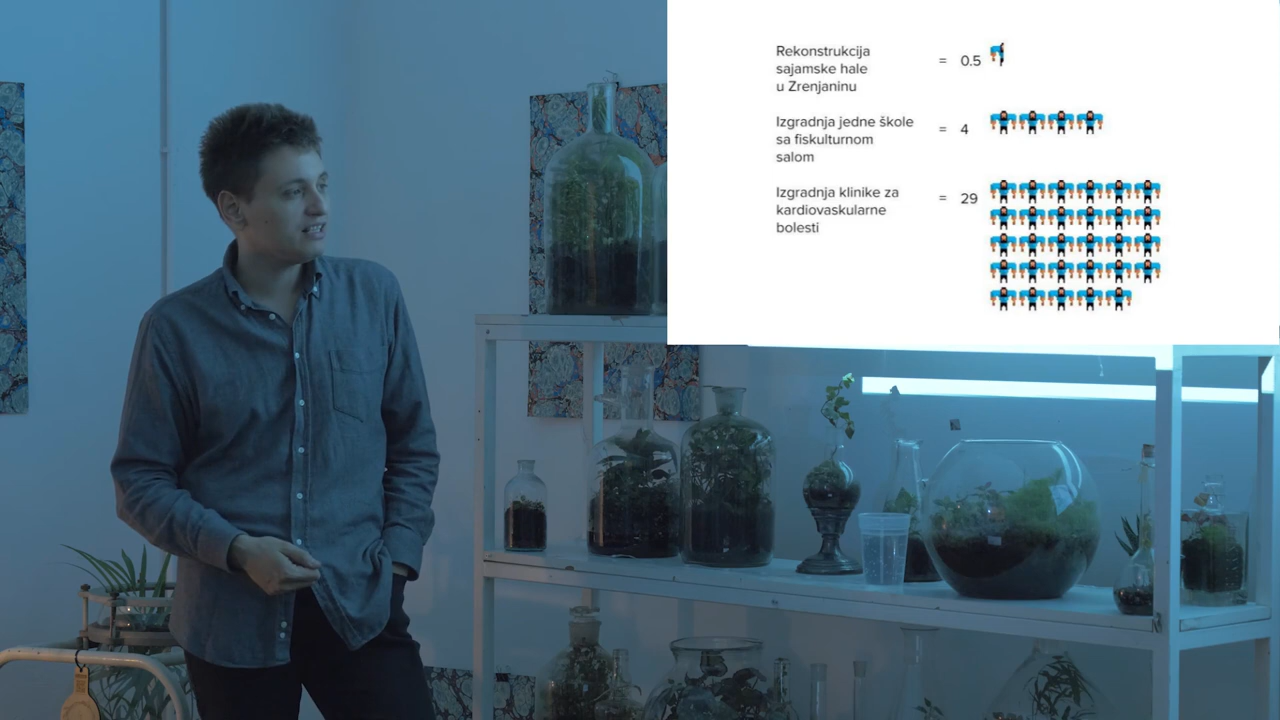 Rekonstrukcija
sajamske hale
u Zrenjaninu
= 0.5
Izgradnja jedne škole
sa fiskulturnom
salom
= 4
Izgradnja klinike za
kardiovaskularne
bolesti
= 29